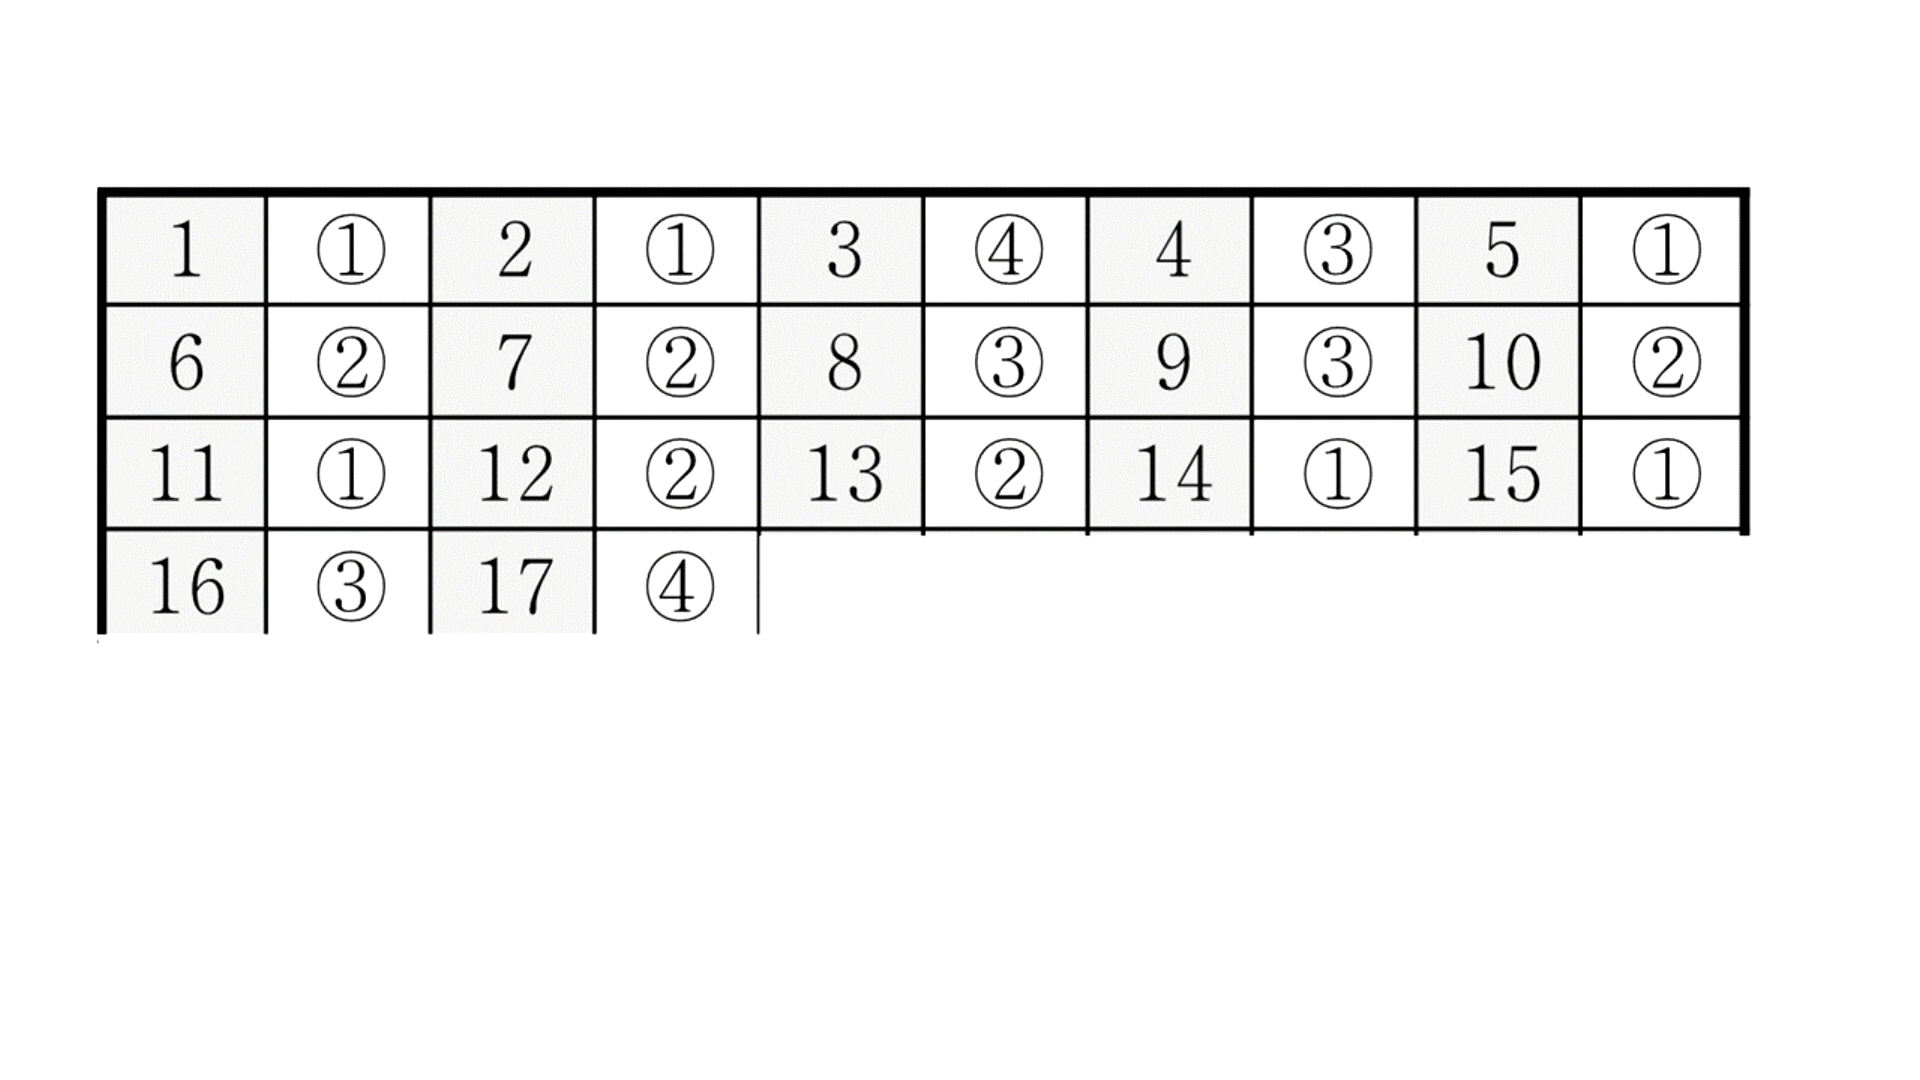 1 ① 2 ① 3 ④ 4 ③ 5 ①
6 ② 7 ② 8 ③ 9 ③ 10 ②
11 ① 12 ② 13 ② 14 ① 15 ①
16 ③ 17 ④